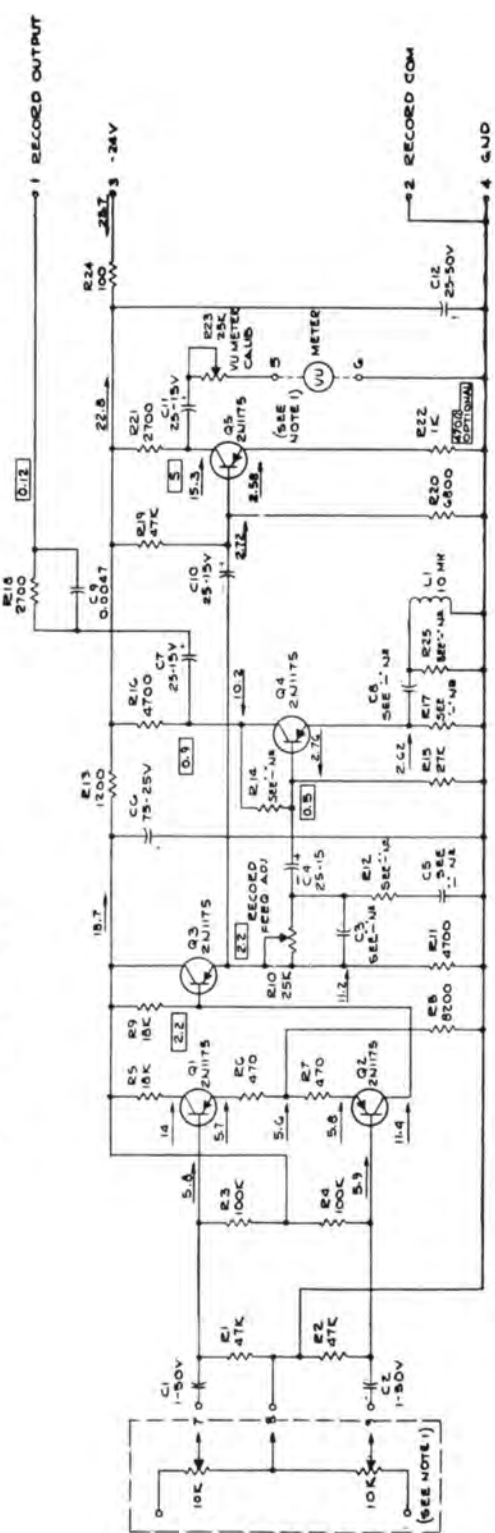 1 RECORD OUTPUT
3 -24V
2 RECORD COM
4 GND
0.12
R18
2700
C9
0.0047
23.7
R24
100
22.8
R21
2700
C11
25-15V
R23
25K
VU METER
CALIB
5
VU
METER
6
(SEE
NOTE 1)
C12
25-50V
R19
47K
5
15.3
Q5
2N1175
2.58
R22
1K
470Ω
OPTIONAL
2.72
R20
6800
C10
25-15V
R16
4700
C7
25-15V
0.9
10.2
Q4
2N1175
2.76
R14
0.5
C8
2.62
L1
10 MH
R25
R17
R15
27K
R13
1200
C6
75-25V
18.7
Q3
2N1175
2.2
RECORD
FREQ ADJ
R10
25K
C4
25-15
C3
11.2
R12
C5
R11
4700
R8
8200
R9
18K
2.2
R5
18K
14
Q1
2N1175
5.7
R6
470
5.6
R7
470
5.8
Q2
2N1175
11.4
5.8
R3
100K
R4
100K
5.9
R1
47K
R2
47K
C1
1-50V
C2
1-50V
7
8
9
10K
10K
(SEE NOTE 1)